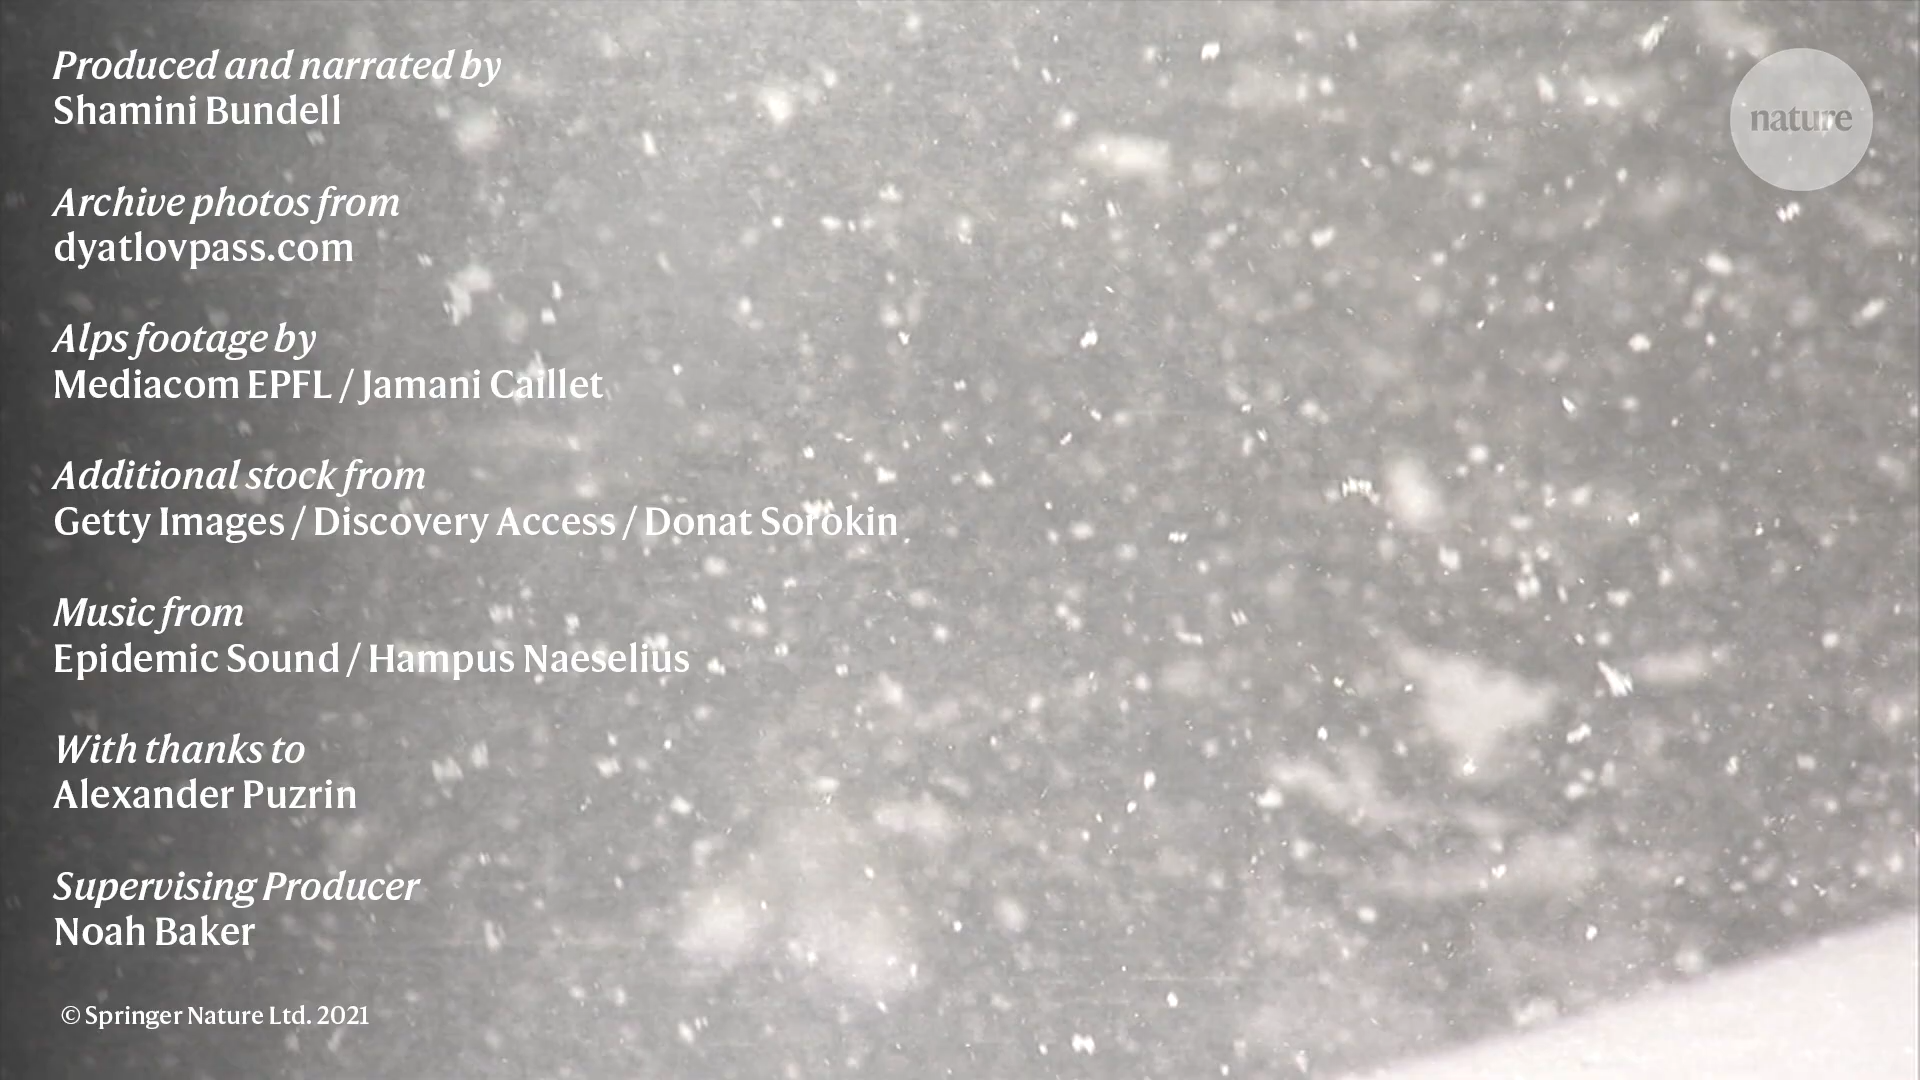 Produced and narrated by
Shamini Bundell
Archive photos from
dyatlovpass.com
Alps footage by
Mediacom EPFL / Jamani Caillet
Additional stock from
Getty Images / Discovery Access / Donat Sorokin
Music from
Epidemic Sound / Hampus Naeselius
With thanks to
Alexander Puzrin
Supervising Producer
Noah Baker
© Springer Nature Ltd. 2021
nature